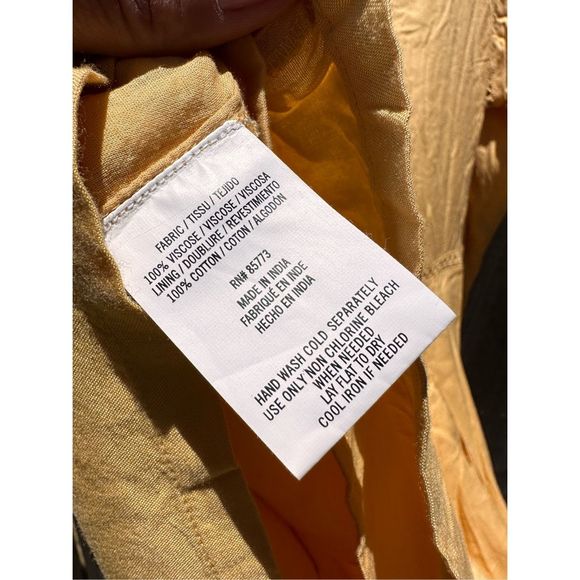 FABRIC / TISSU / TEJIDO
100% VISCOSE / VISCOSE / VISCOSA
LINING / DOUBLURE / REVESTIMIENTO
100% COTTON / COTON / ALGODÓN
RN# 85773
MADE IN INDIA
FABRIQUÉ EN INDE
HECHO EN INDIA
HAND WASH COLD SEPARATELY
USE ONLY NON CHLORINE BLEACH
WHEN NEEDED
LAY FLAT TO DRY
COOL IRON IF NEEDED